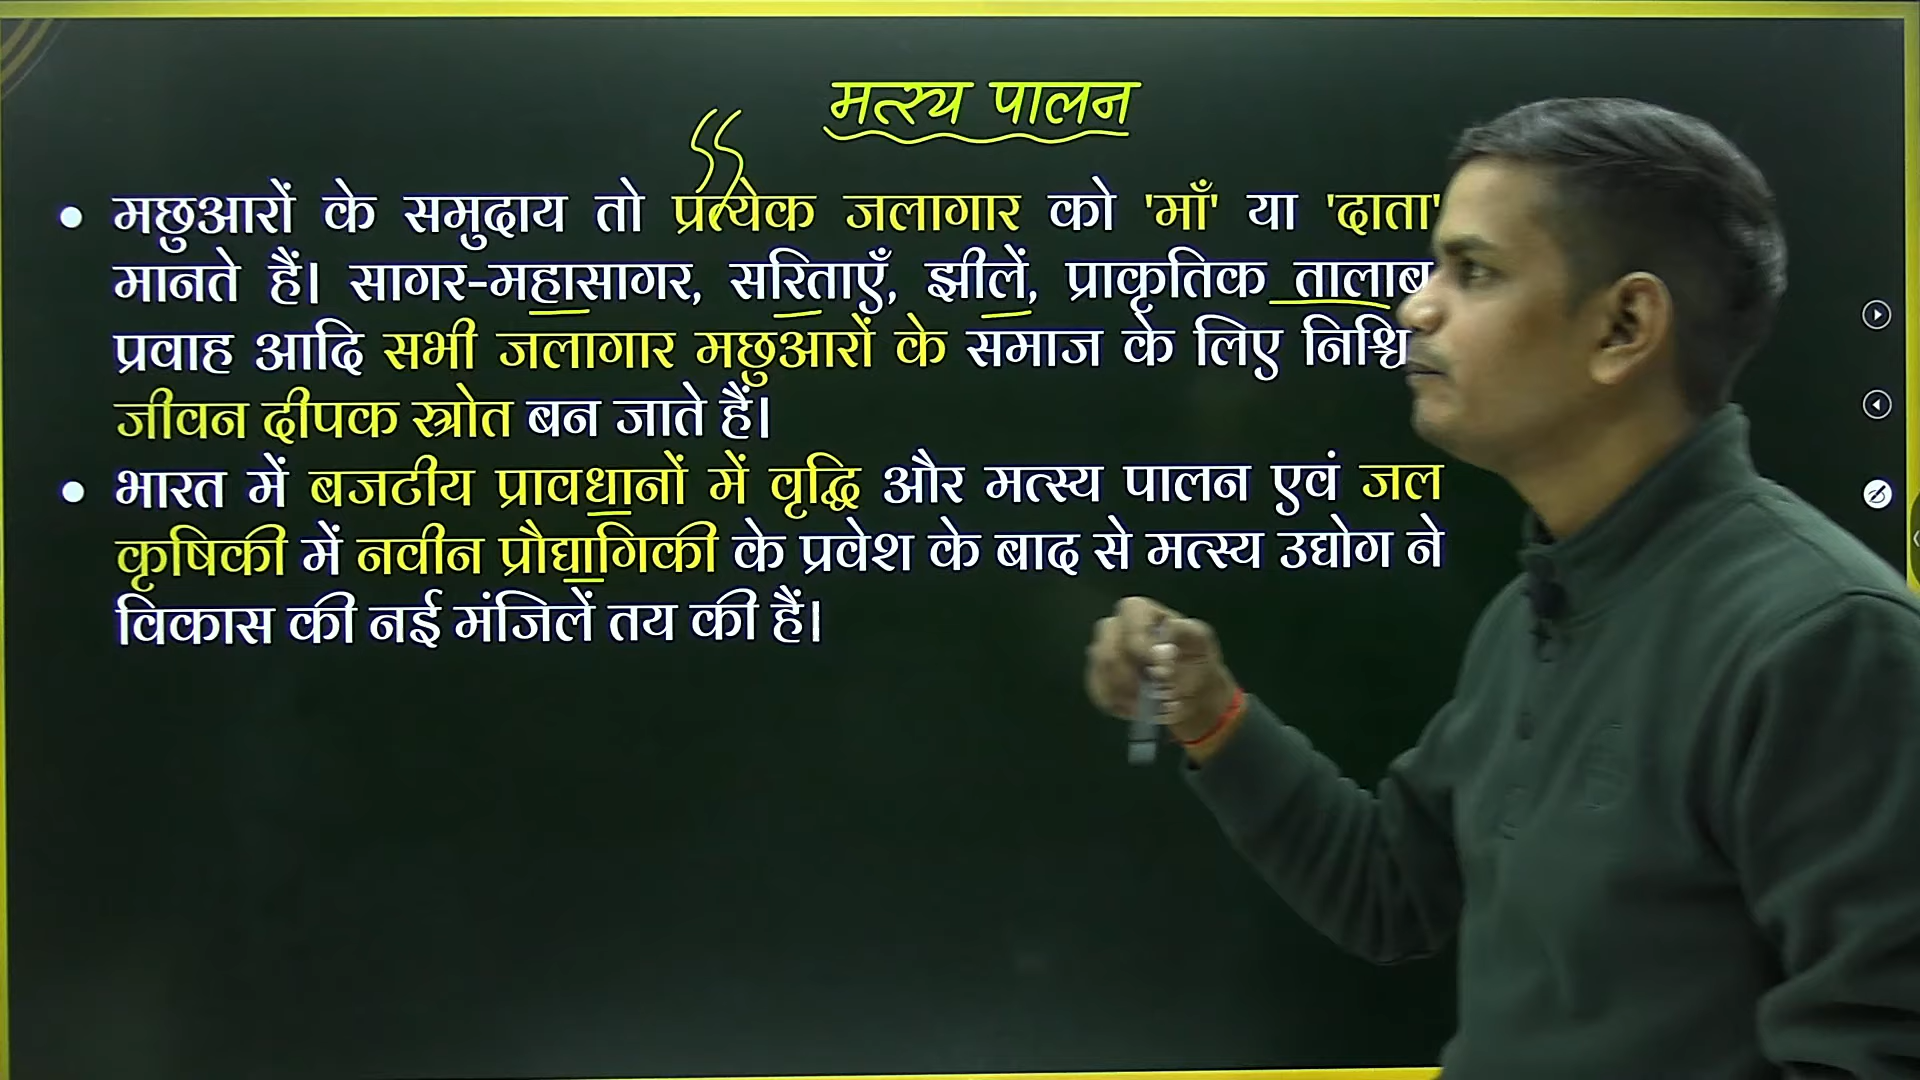 मत्स्य पालन
• मछुआरों के समुदाय तो प्रत्येक जलागार को 'माँ' या 'दाता'
मानते हैं। सागर-महासागर, सरिताएँ, झीलें, प्राकृतिक तालाब
प्रवाह आदि सभी जलागार मछुआरों के समाज के लिए
जीवन दीपक स्रोत बन जाते हैं।
• भारत में बजटीय प्रावधानों में वृद्धि और मत्स्य पालन एवं जल
कृषिकी में नवीन प्रौद्यागिकी के प्रवेश के बाद से मत्स्य उद्योग ने
विकास की नई मंजिलें तय की हैं।